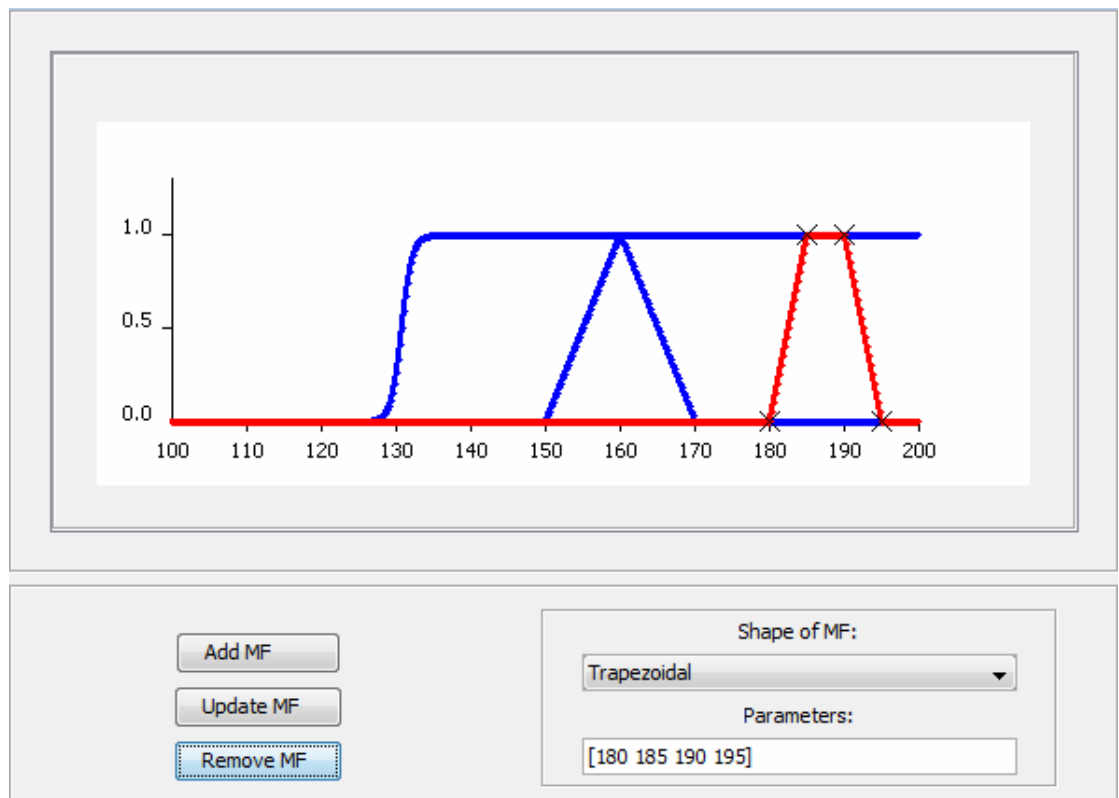 1.0
0.5
0.0
100 110 120 130 140 150 160 170 180 190 200
Add MF
Update MF
Remove MF
Shape of MF:
Trapezoidal
Parameters:
[180 185 190 195]